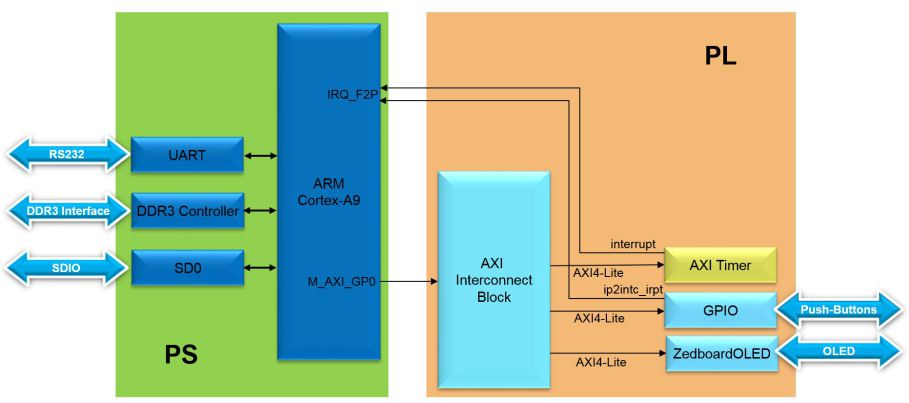 PL
IRQ_F2P
RS232
UART
ARM
Cortex-A9
DDR3 Interface
DDR3 Controller
interrupt
SDIO
SD0
M_AXI_GP0
AXI
Interconnect
Block
AXI Timer
AXI4-Lite
ip2intc_irpt
GPIO
Push-Buttons
AXI4-Lite
PS
ZedboardOLED
OLED
AXI4-Lite